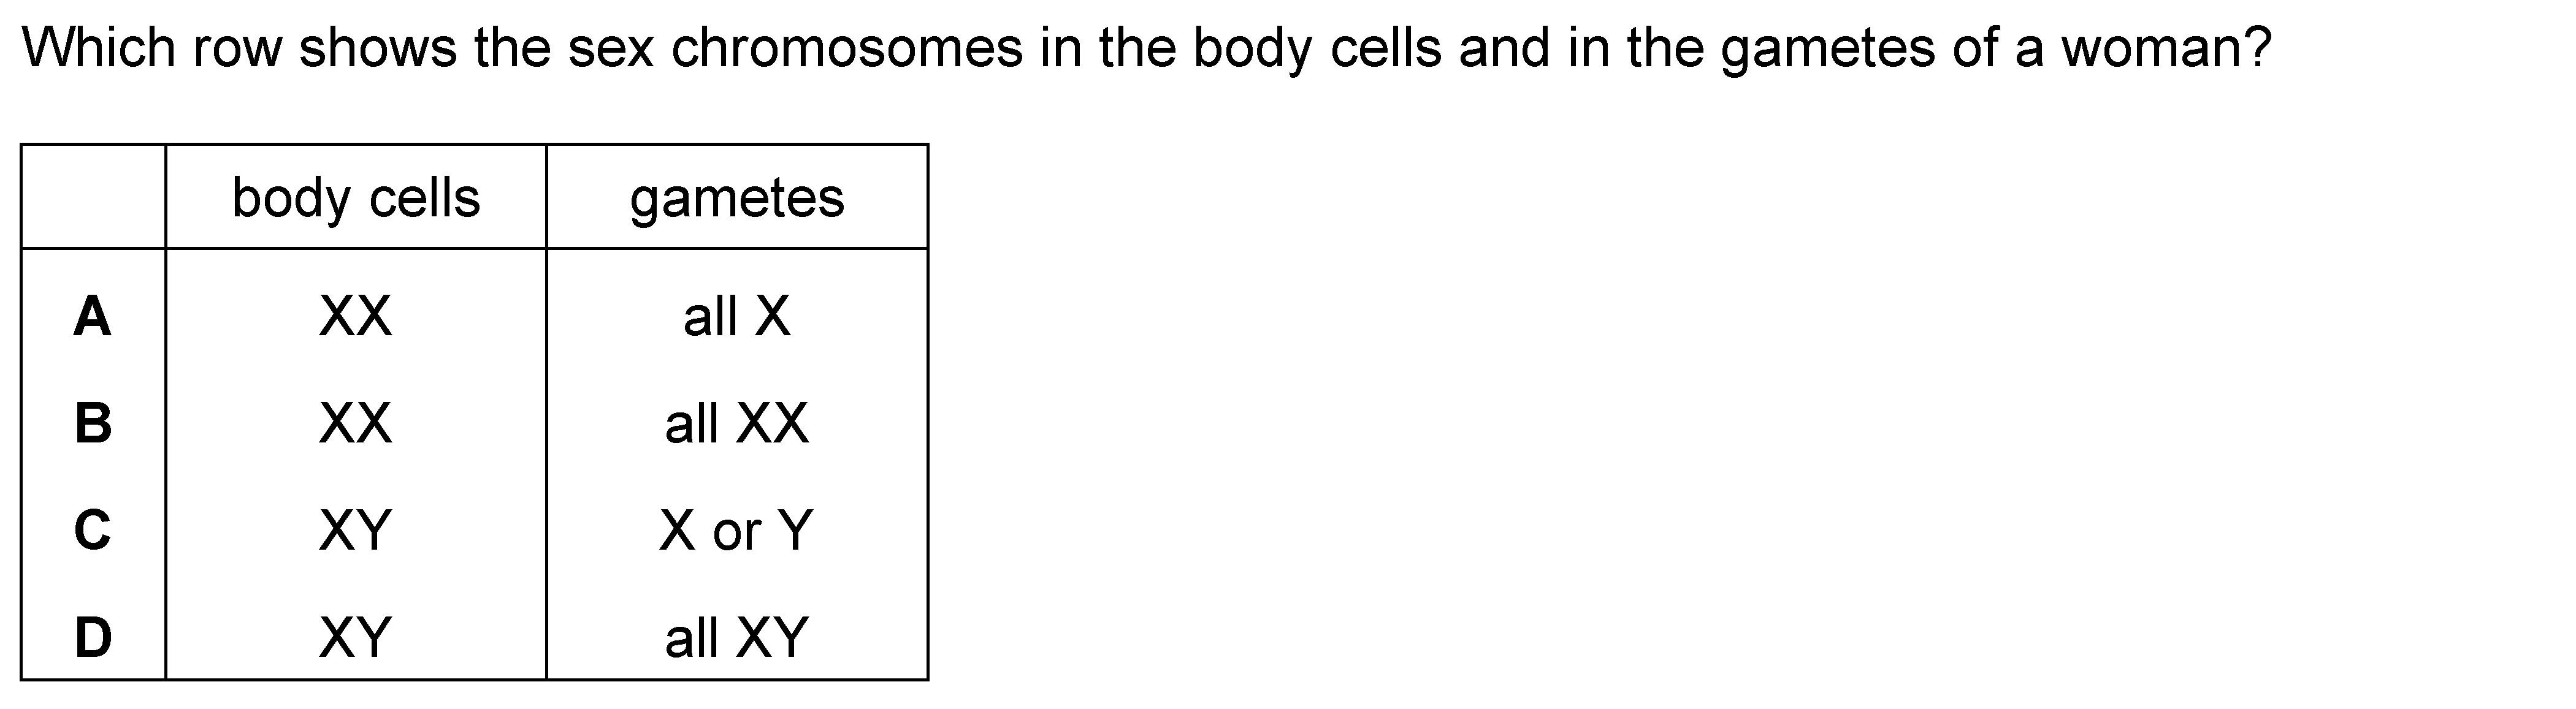 Which row shows the sex chromosomes in the body cells and in the gametes of a woman?
body cells gametes
A XX all X
B XX all XX
C XY X or Y
D XY all XY